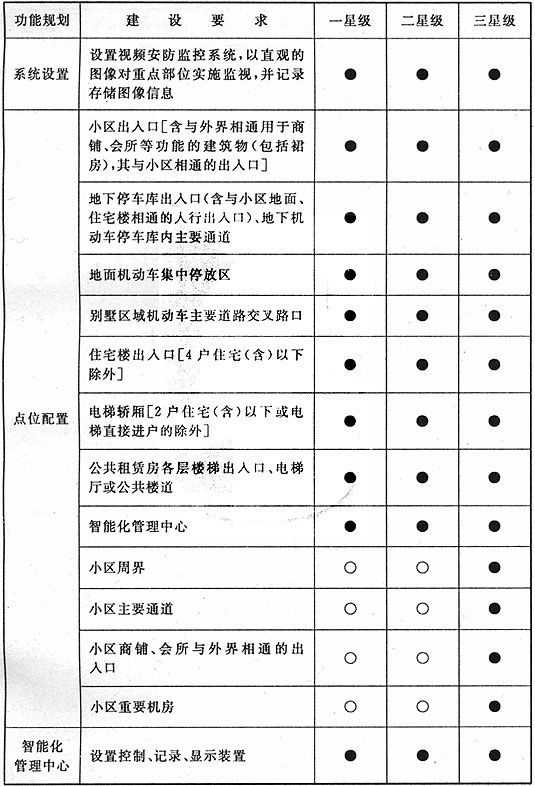 功能规划 建设要求 一星级 二星级 三星级
系统设置
设置视频安防监控系统,以直观的
图像对重点部位实施监视,并记录
存储图像信息
● ● ●
点位配置
小区出入口[含与外界相通用于商
铺、会所等功能的建筑物(包括裙
房),其与小区相通的出入口]
● ● ●
地下停车库出入口(含与小区地面、
住宅楼相通的人行出入口)、地下机
动车停车库内主要通道
● ● ●
地面机动车集中停放区 ● ● ●
别墅区域机动车主要道路交叉路口 ● ● ●
住宅楼出入口[4户住宅(含)以下
除外]
● ● ●
电梯轿厢[2户住宅(含)以下或电
梯直接进户的除外]
● ● ●
公共租赁房各层楼梯出入口、电梯
厅或公共楼道
● ● ●
智能化管理中心 ● ● ●
小区周界 ○ ○ ●
小区主要通道 ○ ○ ●
小区商铺、会所与外界相通的出
入口
○ ○ ●
小区重要机房 ○ ○ ●
智能化
管理中心
设置控制、记录、显示装置 ● ● ●